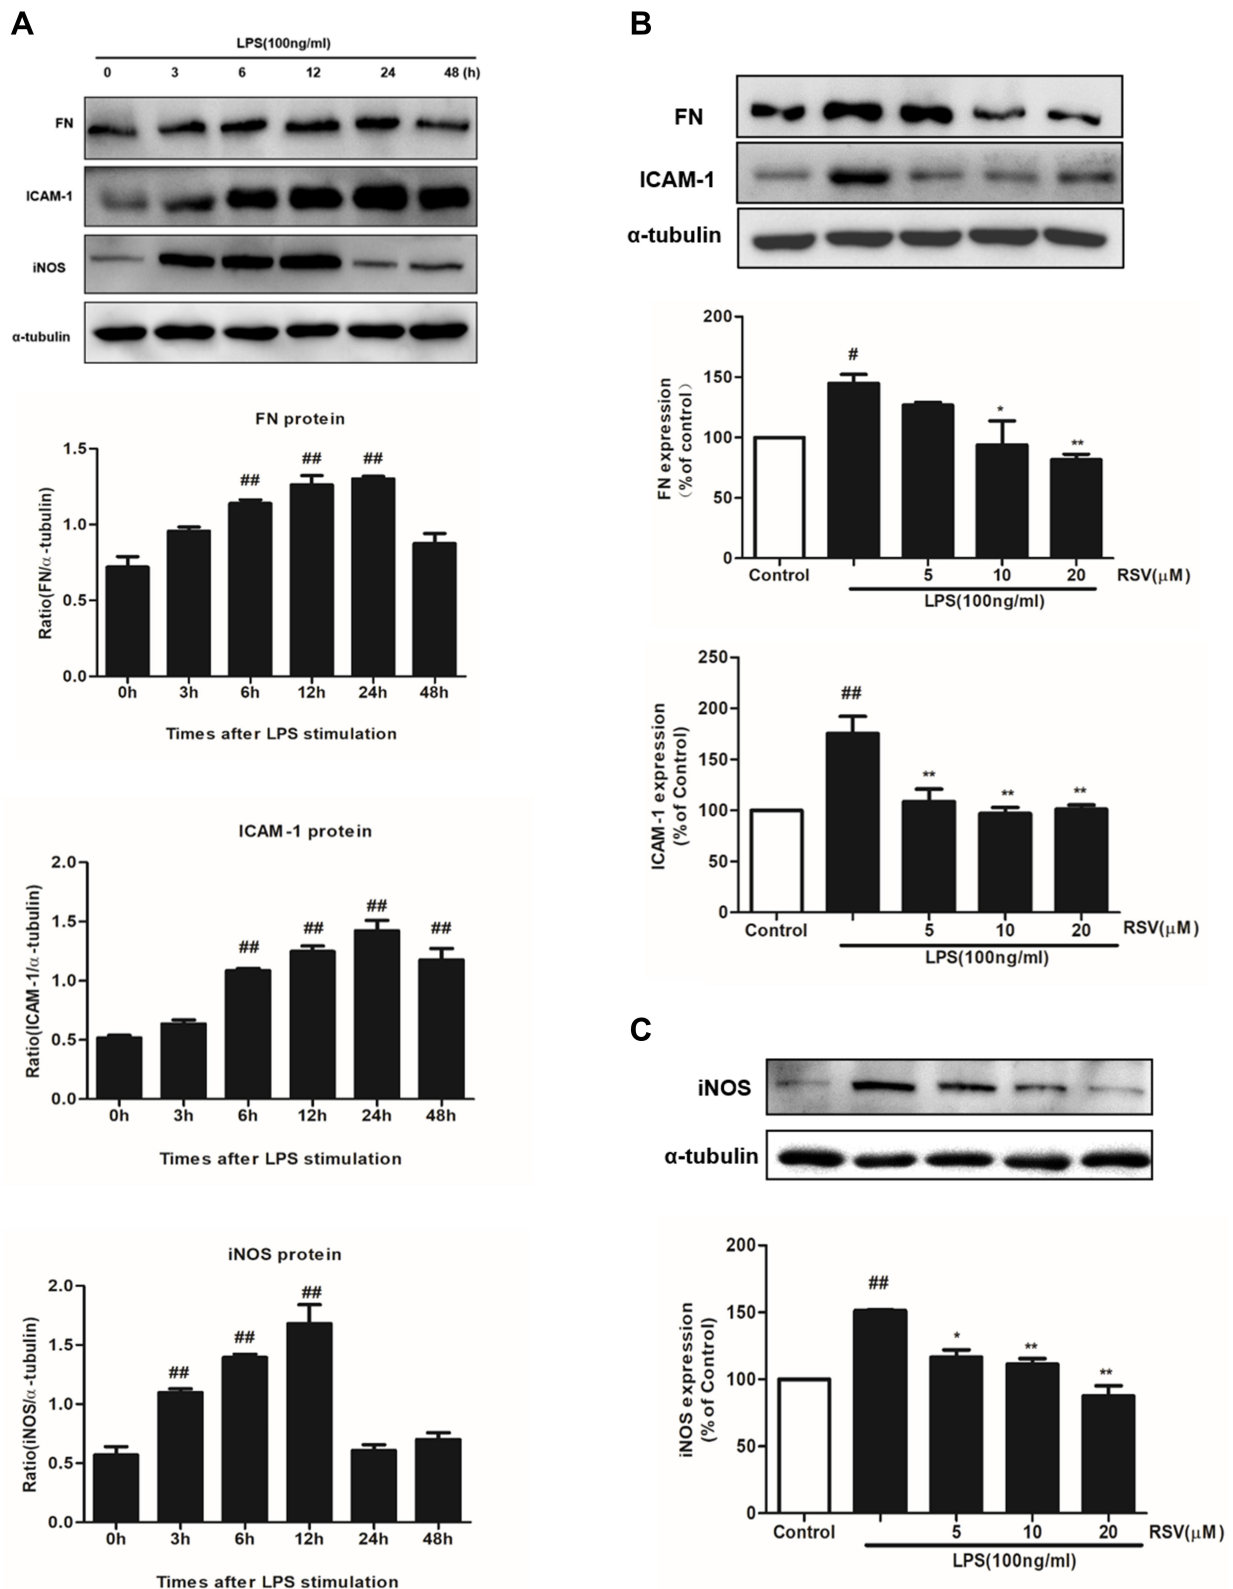 A
LPS(100ng/ml)
0 3 6 12 24 48 (h)
FN
ICAM-1
iNOS
α-tubulin
FN protein
Ratio(FN/α-tubulin)
1.5
1.0
0.5
0.0
## ## ##
0h 3h 6h 12h 24h 48h
Times after LPS stimulation
ICAM-1 protein
Ratio(ICAM-1/α-tubulin)
2.0
1.5
1.0
0.5
0.0
## ## ## ##
0h 3h 6h 12h 24h 48h
Times after LPS stimulation
iNOS protein
Ratio(iNOS/α-tubulin)
2.0
1.5
1.0
0.5
0.0
## ## ##
0h 3h 6h 12h 24h 48h
Times after LPS stimulation
B
FN
ICAM-1
α-tubulin
FN expression
(%of control)
200
150
100
50
0
# * **
Control 5 10 20 RSV(μM)
LPS(100ng/ml)
ICAM-1 expression
(%of Control)
250
200
150
100
50
0
## ** ** **
Control 5 10 20 RSV(μM)
LPS(100ng/ml)
C
iNOS
α-tubulin
iNOS expression
(%of Control)
200
150
100
50
0
## * ** **
Control 5 10 20 RSV(μM)
LPS(100ng/ml)